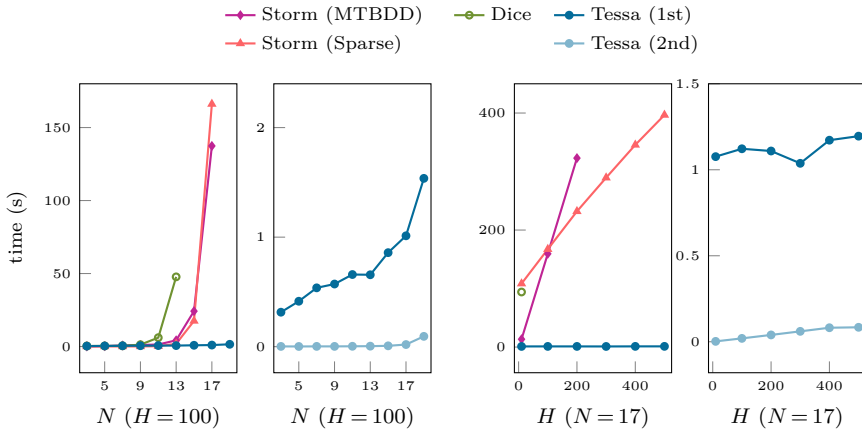 Storm (MTBDD) Dice Tessa (1st)
Storm (Sparse) Tessa (2nd)
time (s)
150
100
50
0
5 9 13 17
N (H = 100)
2
1
0
5 9 13 17
N (H = 100)
400
200
0
0 200 400
H (N = 17)
1.5
1
0.5
0
0 200 400
H (N = 17)